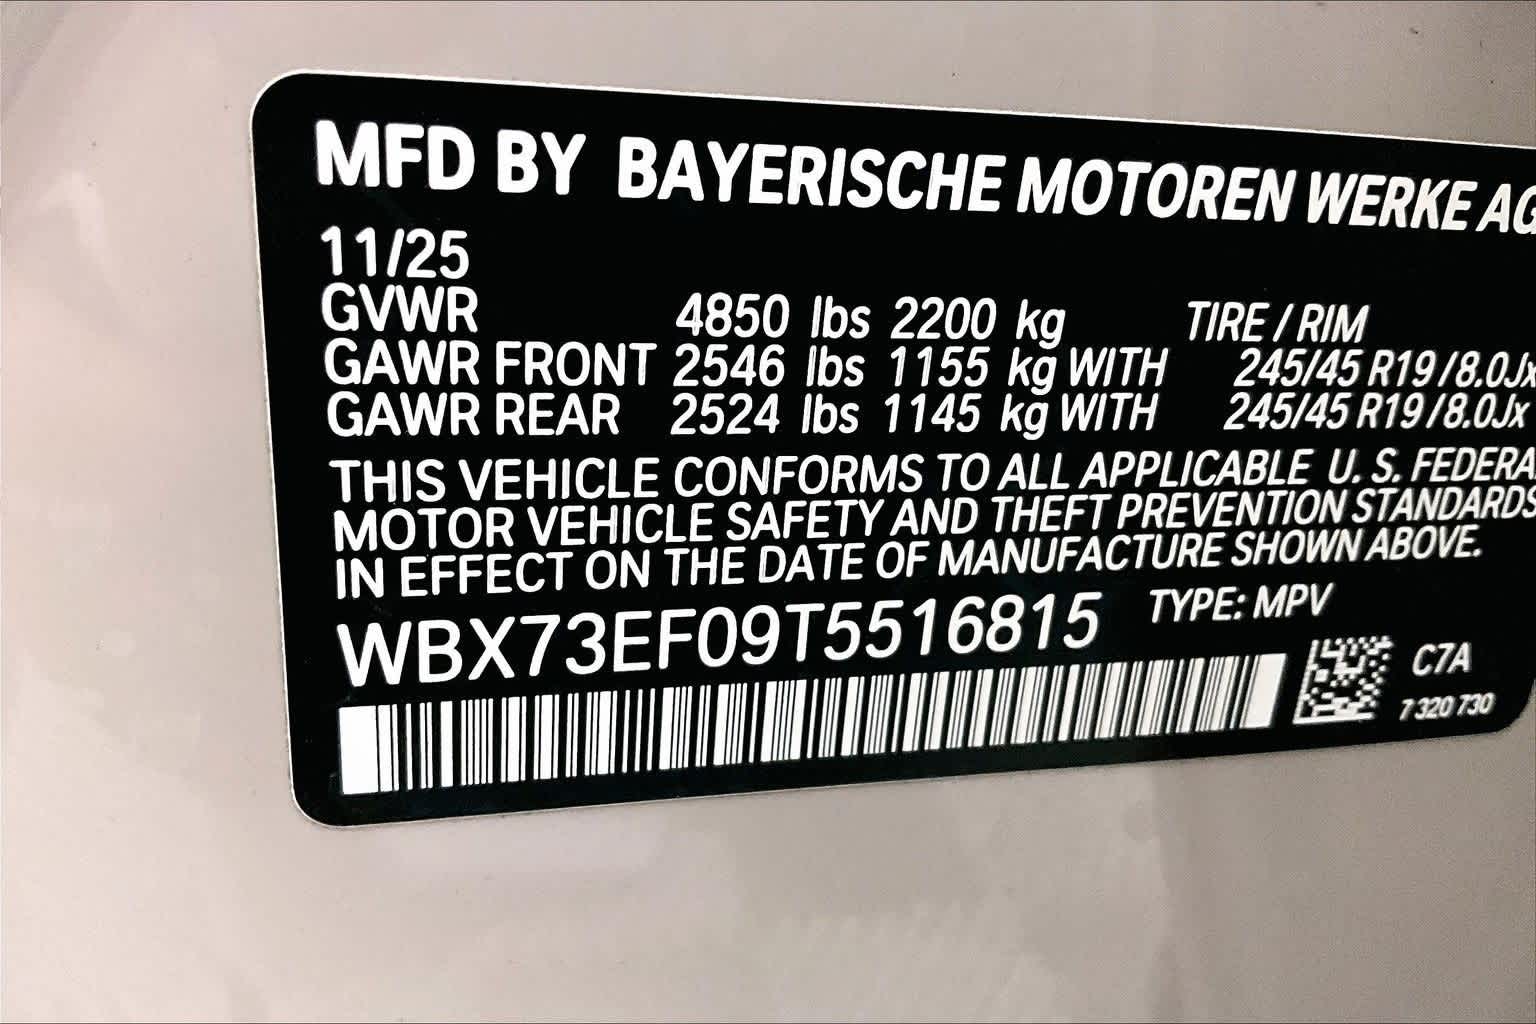 MFD BY BAYERISCHE MOTOREN WERKE AG
11/25
GVWR 4850 lbs 2200 kg TIRE / RIM
GAWR FRONT 2546 lbs 1155 kg WITH 245/45 R19 /8.0Jx
GAWR REAR 2524 lbs 1145 kg WITH 245/45 R19 /8.0Jx
THIS VEHICLE CONFORMS TO ALL APPLICABLE U. S. FEDERA
MOTOR VEHICLE SAFETY AND THEFT PREVENTION STANDARDS
IN EFFECT ON THE DATE OF MANUFACTURE SHOWN ABOVE.
WBX73EF09T5516815 TYPE: MPV
C7A
7 320 730